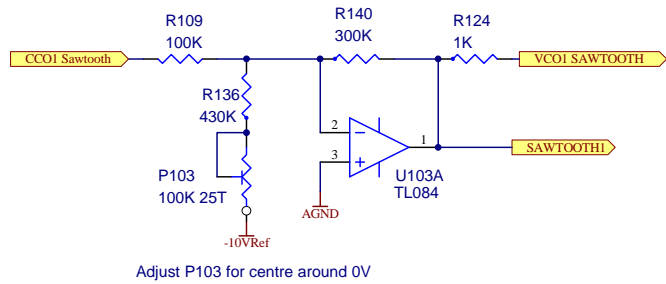 R109
100K
R140
300K
R124
1K
CCO1 Sawtooth
VCO1 SAWTOOTH
R136
430K
2
3
1
SAWTOOTH1
P103
100K 25T
U103A
TL084
AGND
-10VRef
Adjust P103 for centre around 0V